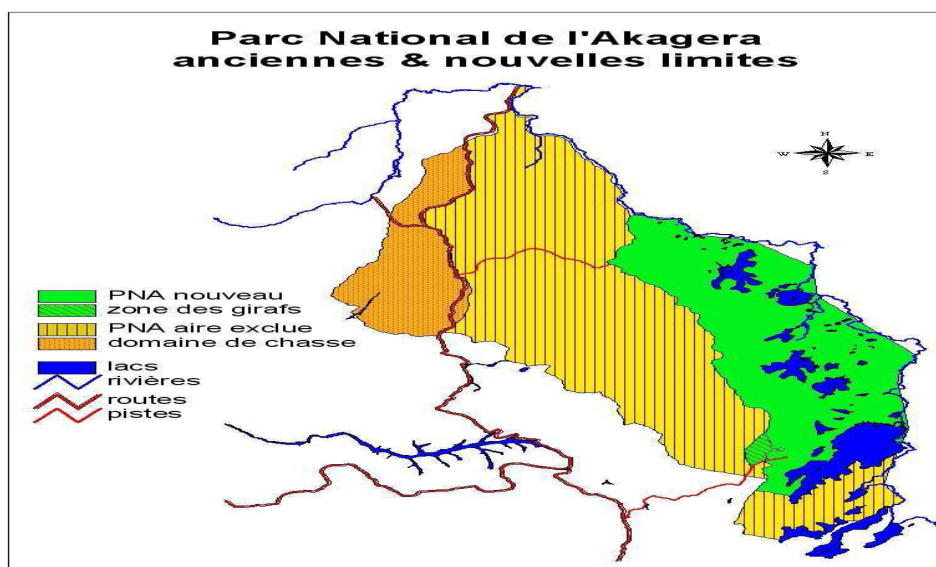 Parc National de l'Akagera
anciennes & nouvelles limites
N
W E
S
PNA nouveau
zone des girafs
PNA aire exclue
domaine de chasse
lacs
rivières
routes
pistes